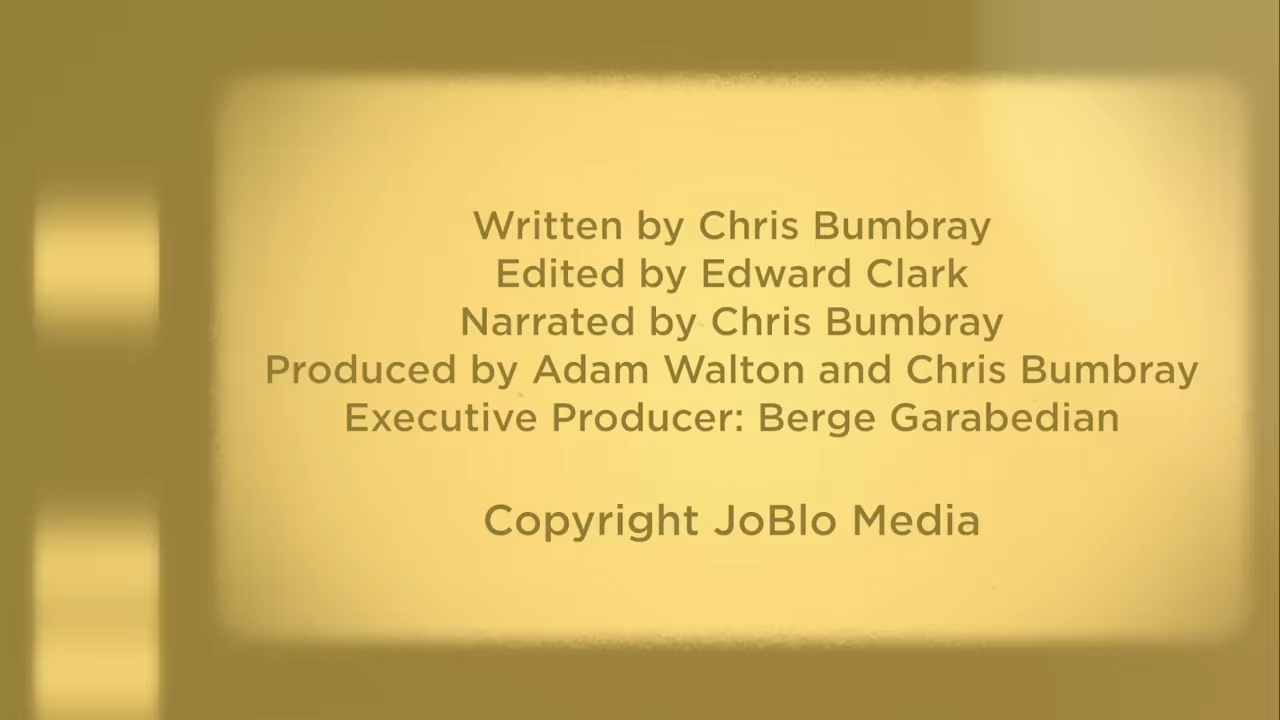 Written by Chris Bumbray
Edited by Edward Clark
Narrated by Chris Bumbray
Produced by Adam Walton and Chris Bumbray
Executive Producer: Berge Garabedian
Copyright JoBlo Media